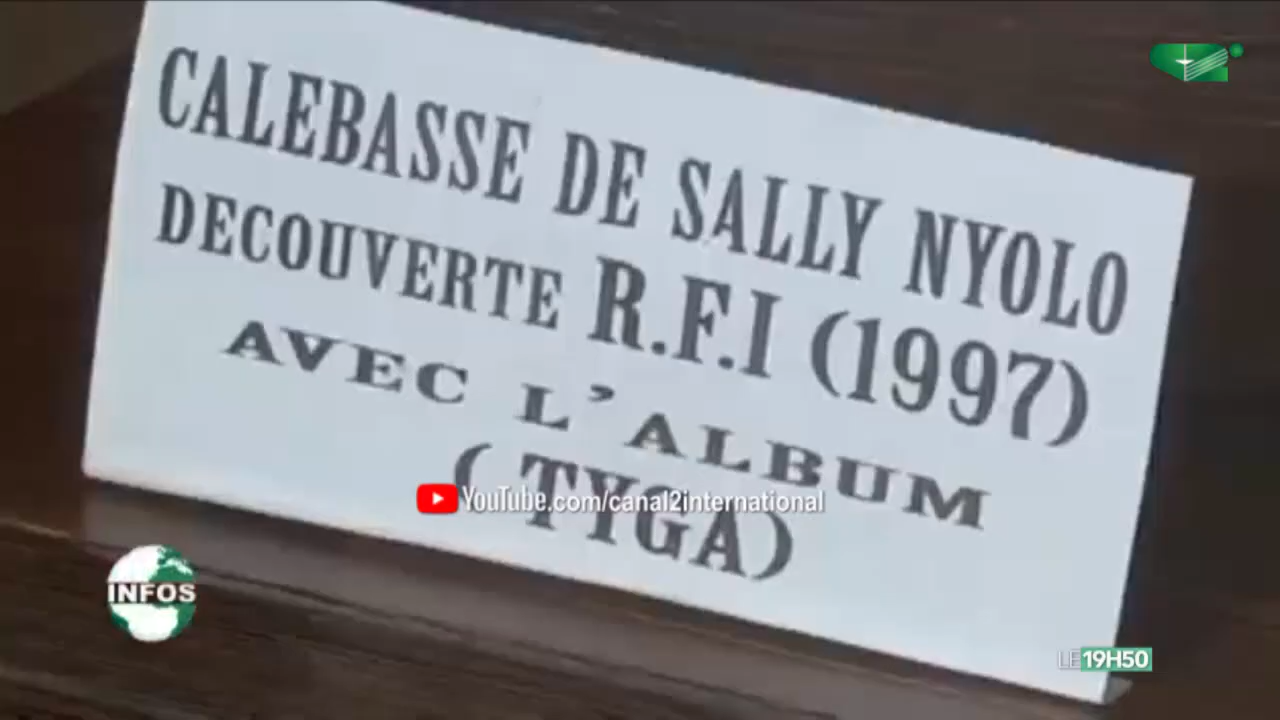 CALEBASSE DE SALLY NYOLO
DECOUVERTE R.F.I (1997)
AVEC L'ALBUM
( TYGA)
YouTube.com/canal2international
INFOS
LE 19H50